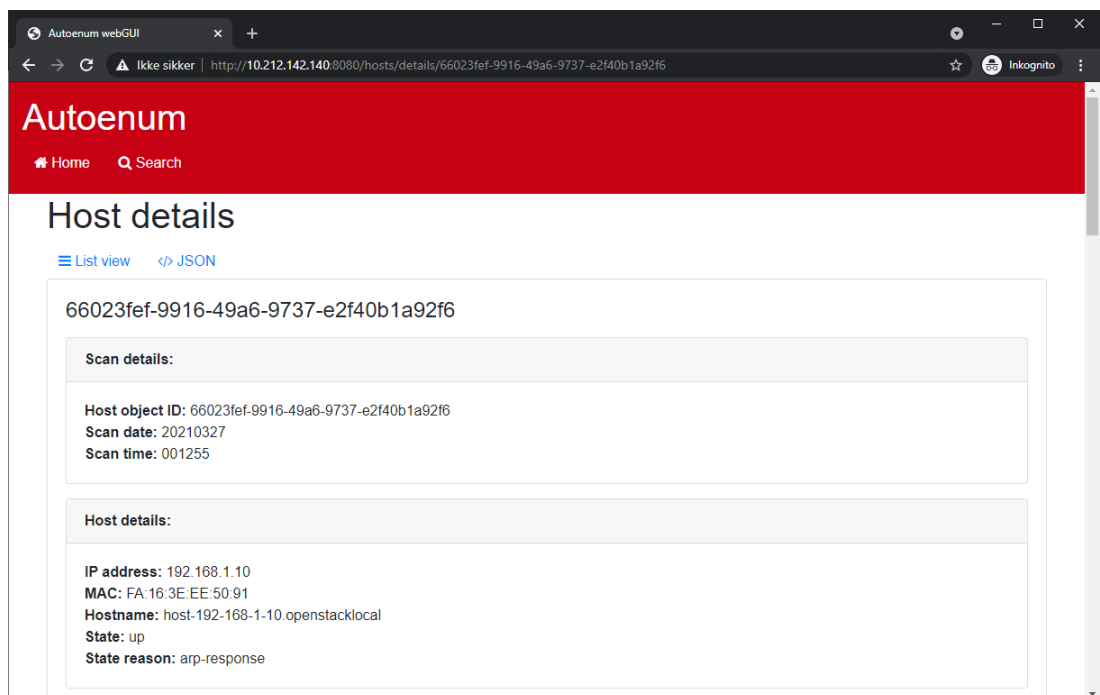 Autoenum webGUI
Ikke sikker | http://10.212.142.140:8080/hosts/details/66023fef-9916-49a6-9737-e2f40b1a92f6
Inkognito
Autoenum
Home Search
Host details
List view </> JSON
66023fef-9916-49a6-9737-e2f40b1a92f6
Scan details:
Host object ID: 66023fef-9916-49a6-9737-e2f40b1a92f6
Scan date: 20210327
Scan time: 001255
Host details:
IP address: 192.168.1.10
MAC: FA:16:3E:EE:50:91
Hostname: host-192-168-1-10.openstacklocal
State: up
State reason: arp-response